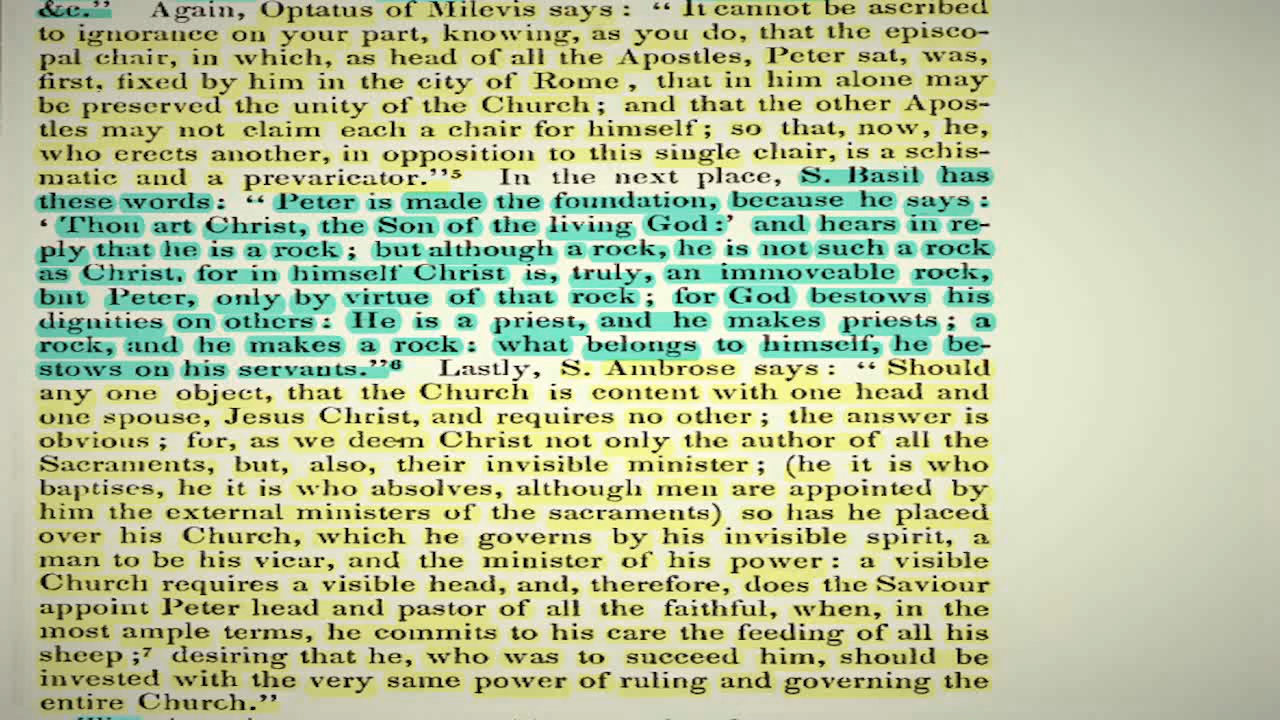 &c.” Again, Optatus of Milevis says : “ It cannot be ascribed
to ignorance on your part, knowing, as you do, that the episco-
pal chair, in which, as head of all the Apostles, Peter sat, was,
first, fixed by him in the city of Rome , that in him alone may
be preserved the unity of the Church ; and that the other Apos-
tles may not claim each a chair for himself ; so that, now, he,
who erects another, in opposition to this single chair, is a schis-
matic and a prevaricator.”⁵ In the next place, S. Basil has
these words : “ Peter is made the foundation, because he says :
‘ Thou art Christ, the Son of the living God :’ and hears in re-
ply that he is a rock ; but although a rock, he is not such a rock
as Christ, for in himself Christ is, truly, an immoveable rock,
but Peter, only by virtue of that rock ; for God bestows his
dignities on others : He is a priest, and he makes priests ; a
rock, and he makes a rock : what belongs to himself, he be-
stows on his servants.”⁶ Lastly, S. Ambrose says : “ Should
any one object, that the Church is content with one head and
one spouse, Jesus Christ, and requires no other ; the answer is
obvious ; for, as we deem Christ not only the author of all the
Sacraments, but, also, their invisible minister ; (he it is who
baptises, he it is who absolves, although men are appointed by
him the external ministers of the sacraments) so has he placed
over his Church, which he governs by his invisible spirit, a
man to be his vicar, and the minister of his power : a visible
Church requires a visible head, and, therefore, does the Saviour
appoint Peter head and pastor of all the faithful, when, in the
most ample terms, he commits to his care the feeding of all his
sheep ;⁷ desiring that he, who was to succeed him, should be
invested with the very same power of ruling and governing the
entire Church.”